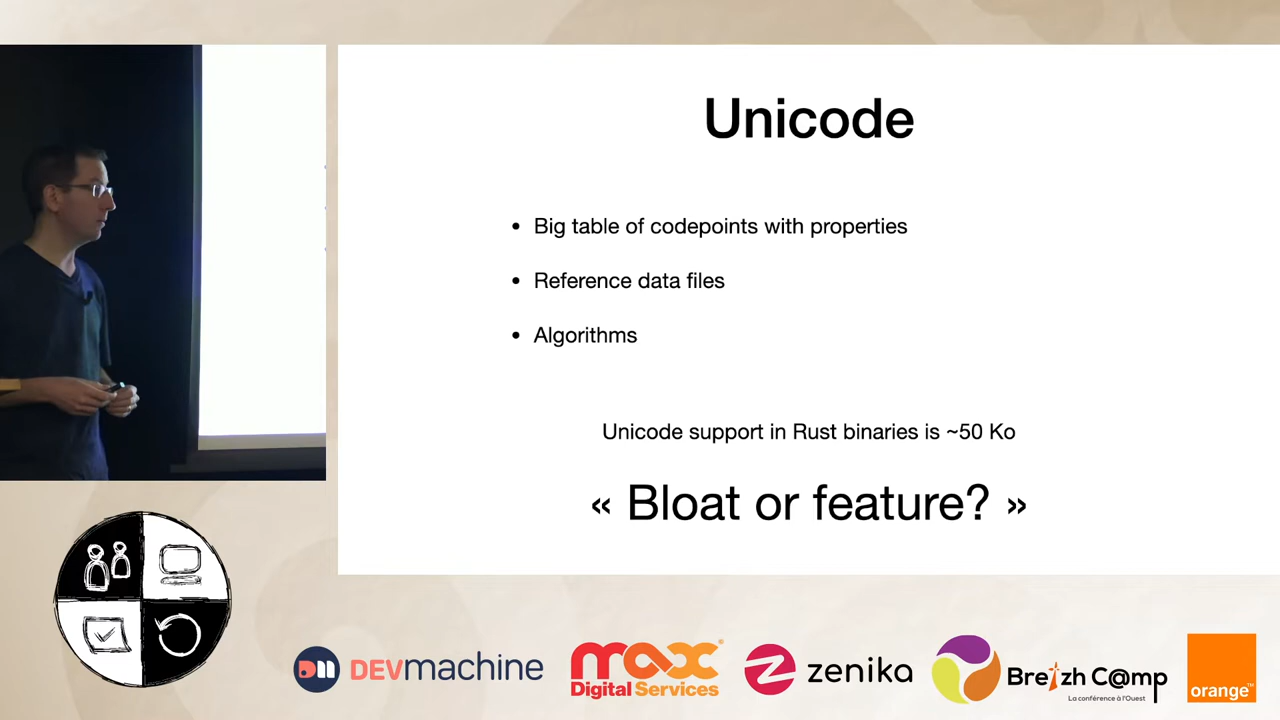 Unicode
• Big table of codepoints with properties
• Reference data files
• Algorithms
Unicode support in Rust binaries is ~50 Ko
« Bloat or feature? »
DEVmachine
max
Digital Services
zenika
Breizh C@mp
La conférence à l'Ouest
orange™